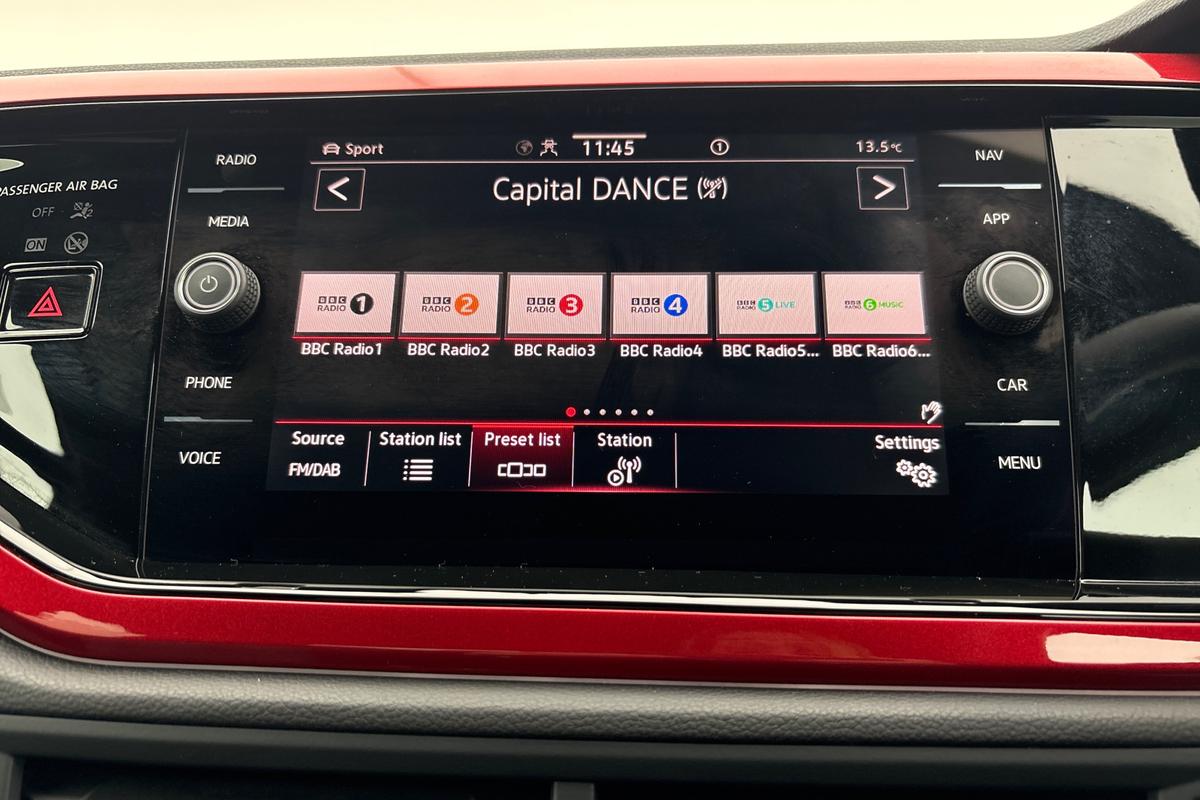 PASSENGER AIR BAG
OFF
ON
RADIO
MEDIA
PHONE
VOICE
Sport 11:45 1 13.5°C
< Capital DANCE >
BBC RADIO 1
BBC RADIO 2
BBC RADIO 3
BBC RADIO 4
BBC RADIO 5 LIVE
BBC RADIO 6 MUSIC
BBC Radio1 BBC Radio2 BBC Radio3 BBC Radio4 BBC Radio5... BBC Radio6...
Source Station list Preset list Station Settings
FM/DAB
NAV
APP
CAR
MENU